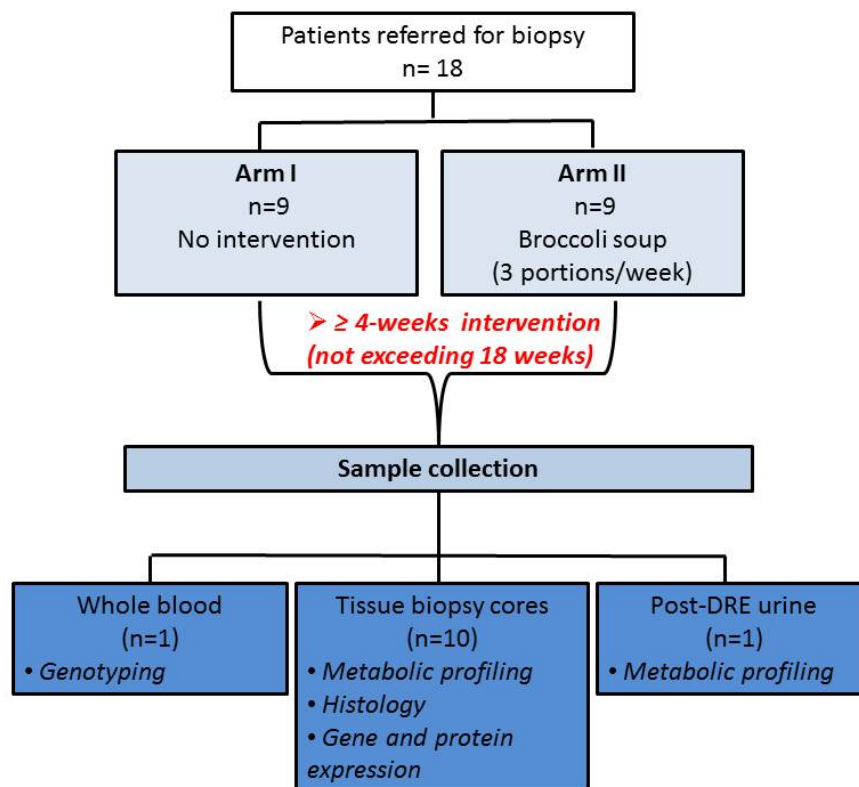 Patients referred for biopsy
n= 18
Arm I
n=9
No intervention
Arm II
n=9
Broccoli soup
(3 portions/week)
➢ ≥ 4-weeks intervention
(not exceeding 18 weeks)
Sample collection
Whole blood
(n=1)
• Genotyping
Tissue biopsy cores
(n=10)
• Metabolic profiling
• Histology
• Gene and protein
expression
Post-DRE urine
(n=1)
• Metabolic profiling